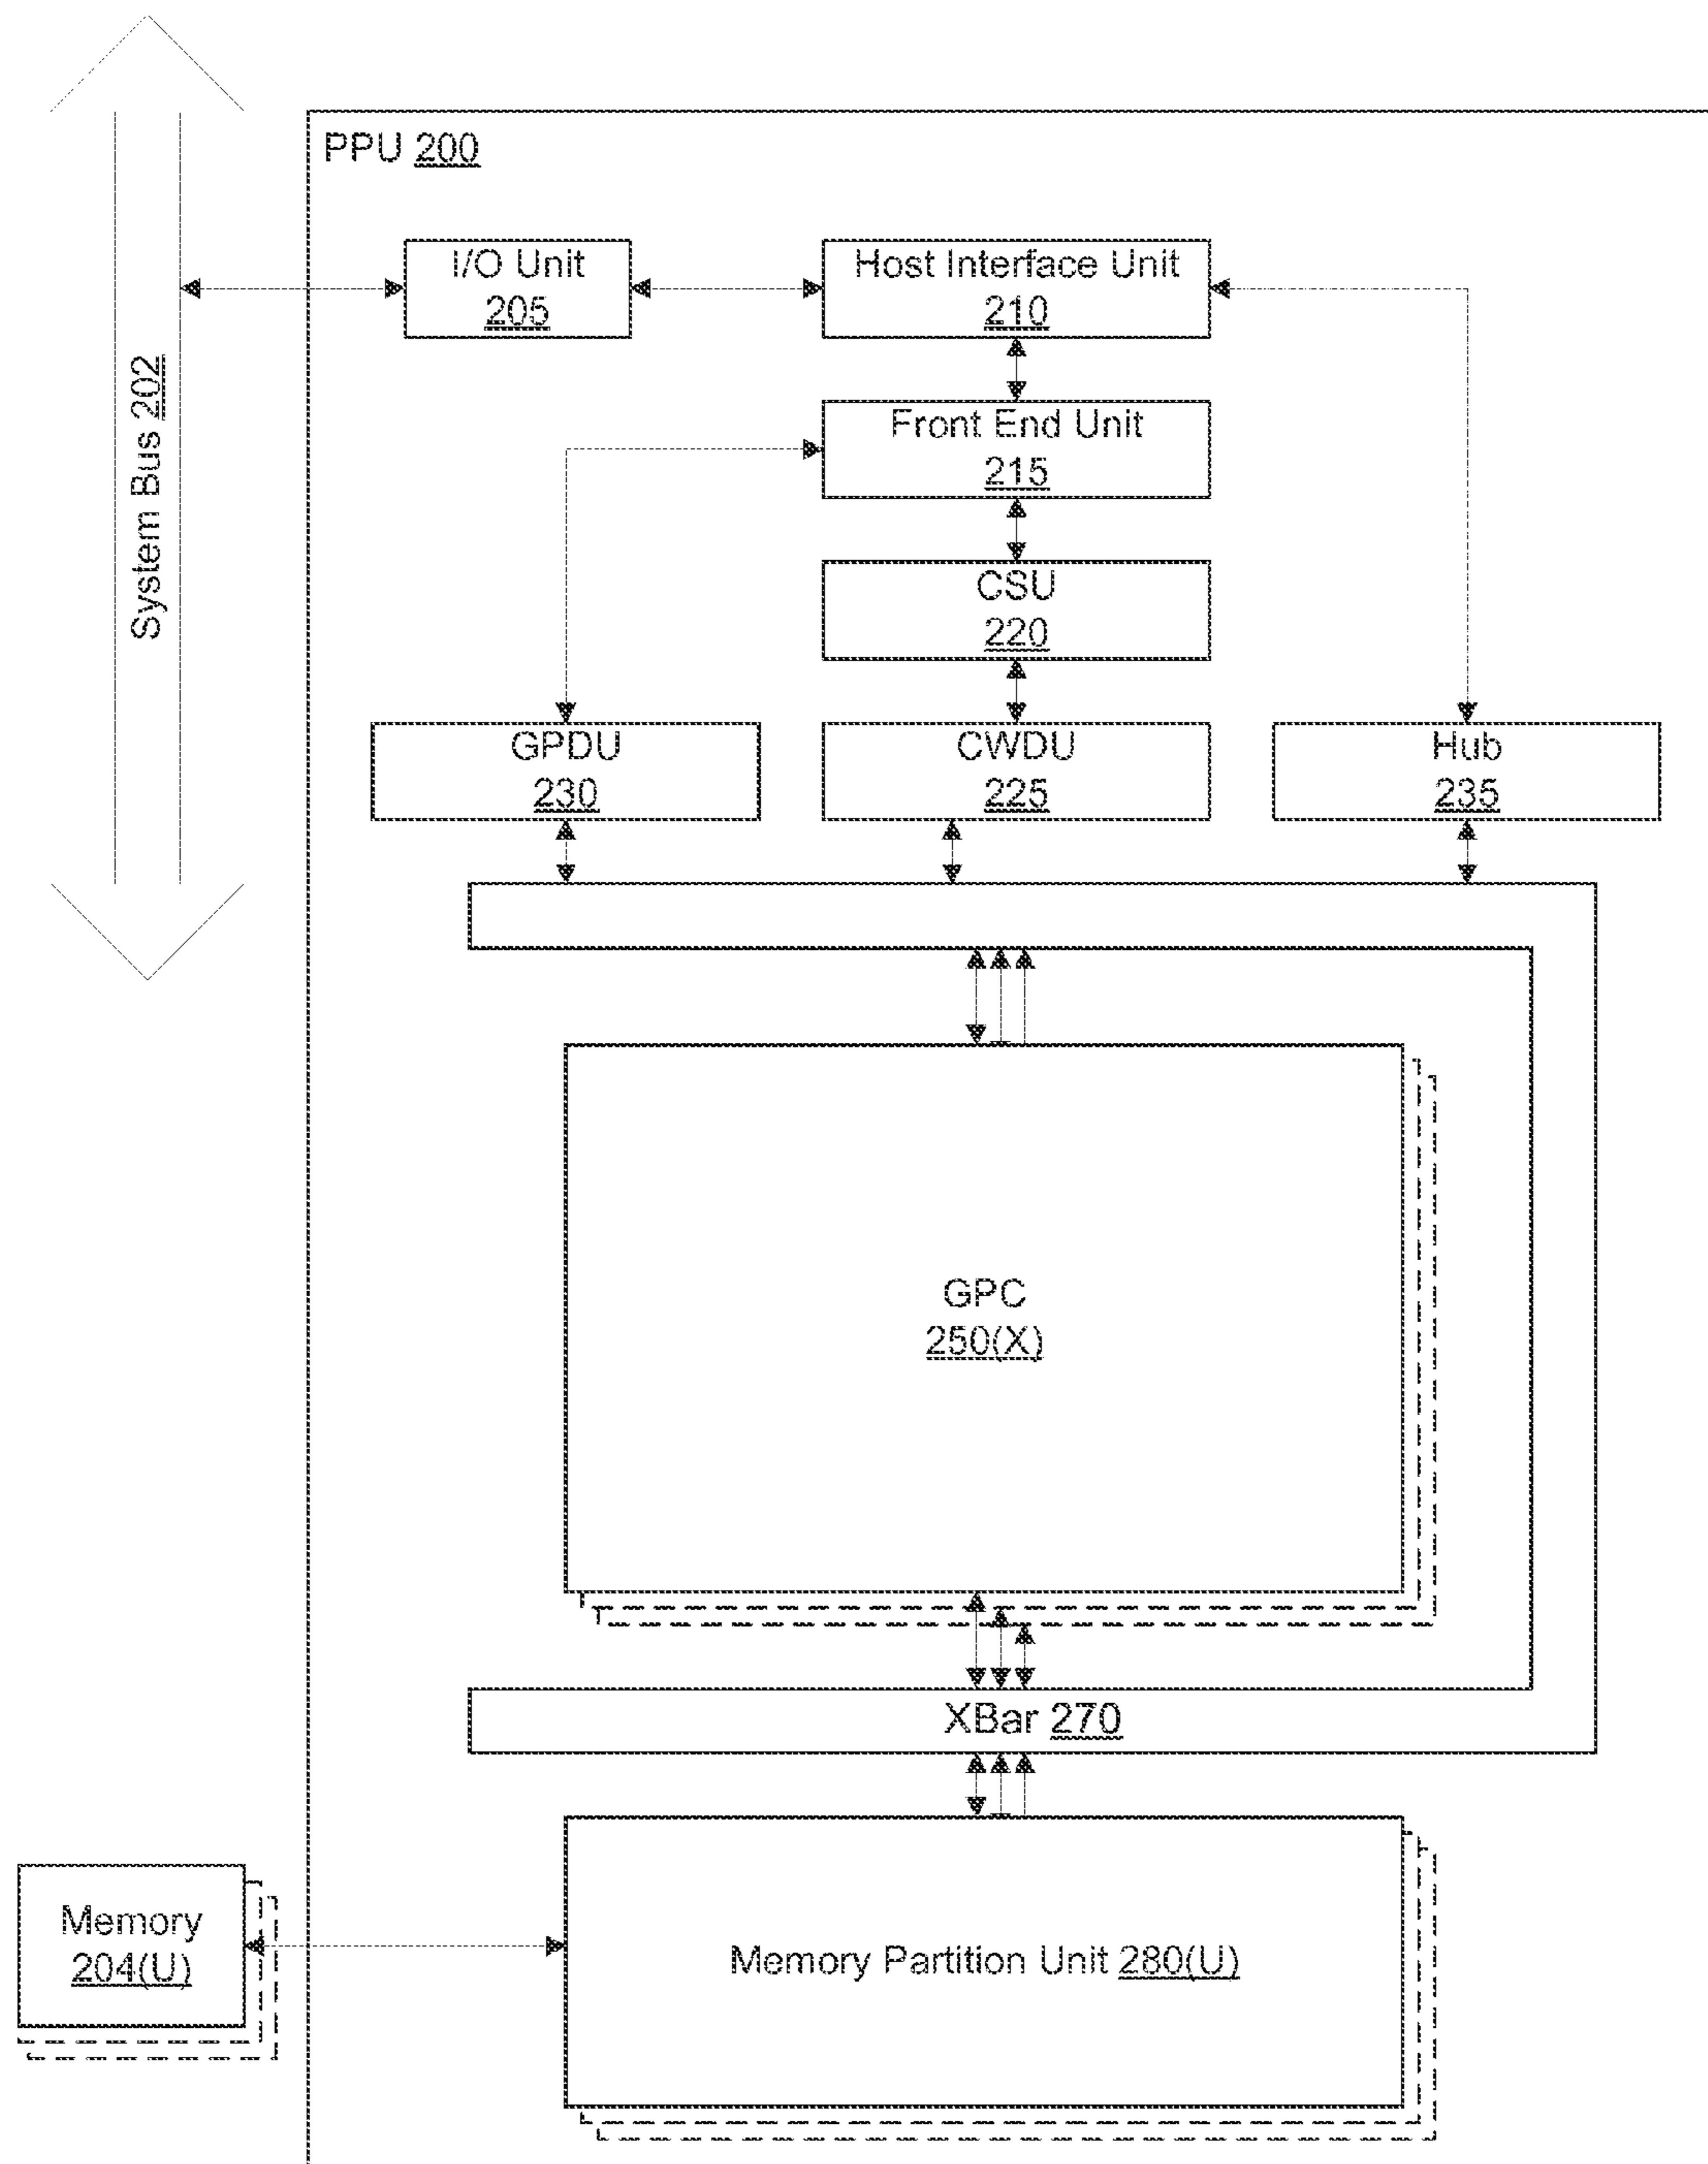 PPU 200
I/O Unit
205
Host Interface Unit
210
System Bus 202
Front End Unit
215
CSU
220
GPDU
230
CWDU
225
Hub
235
GPC
250(X)
XBar 270
Memory
204(U)
Memory Partition Unit 280(U)